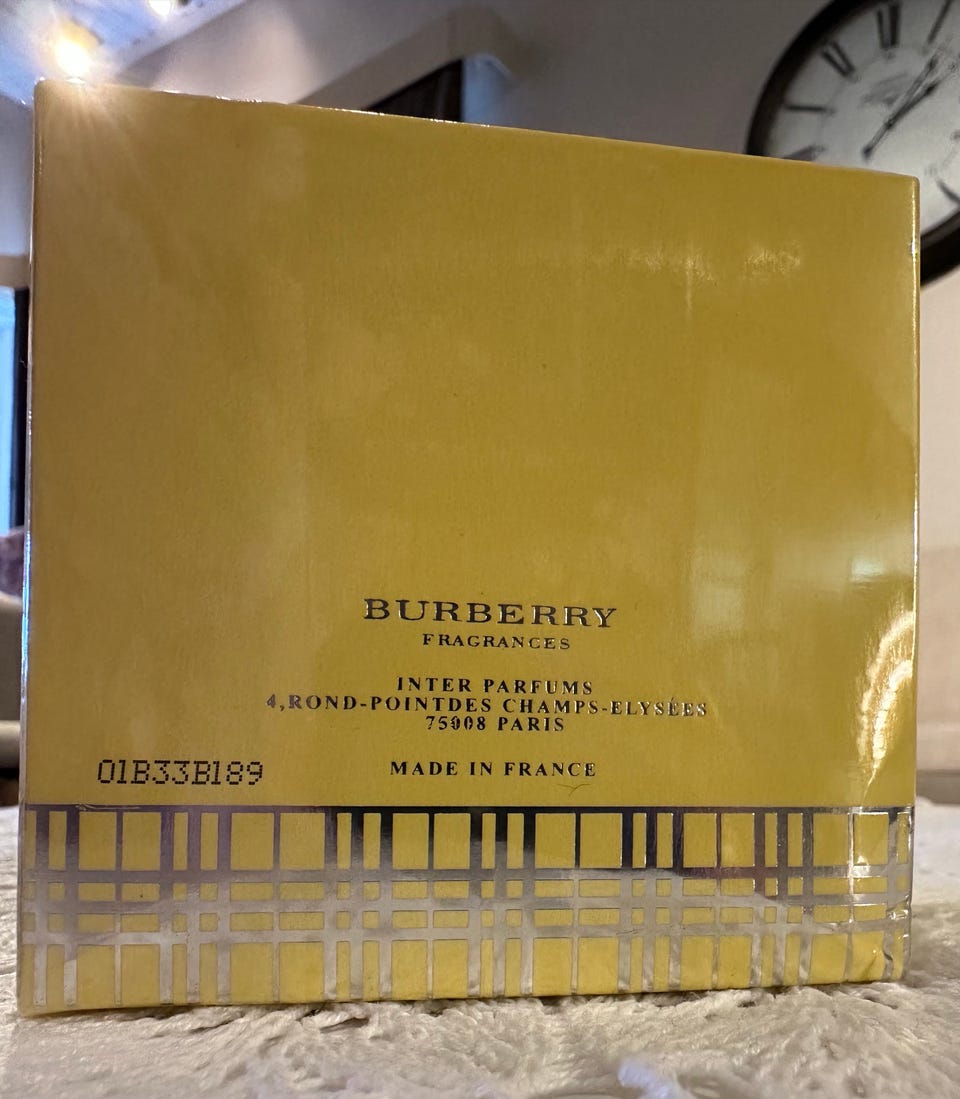 BURBERRY
FRAGRANCES
INTER PARFUMS
4,ROND-POINTDES CHAMPS-ELYSÉES
75008 PARIS
01B33B189
MADE IN FRANCE